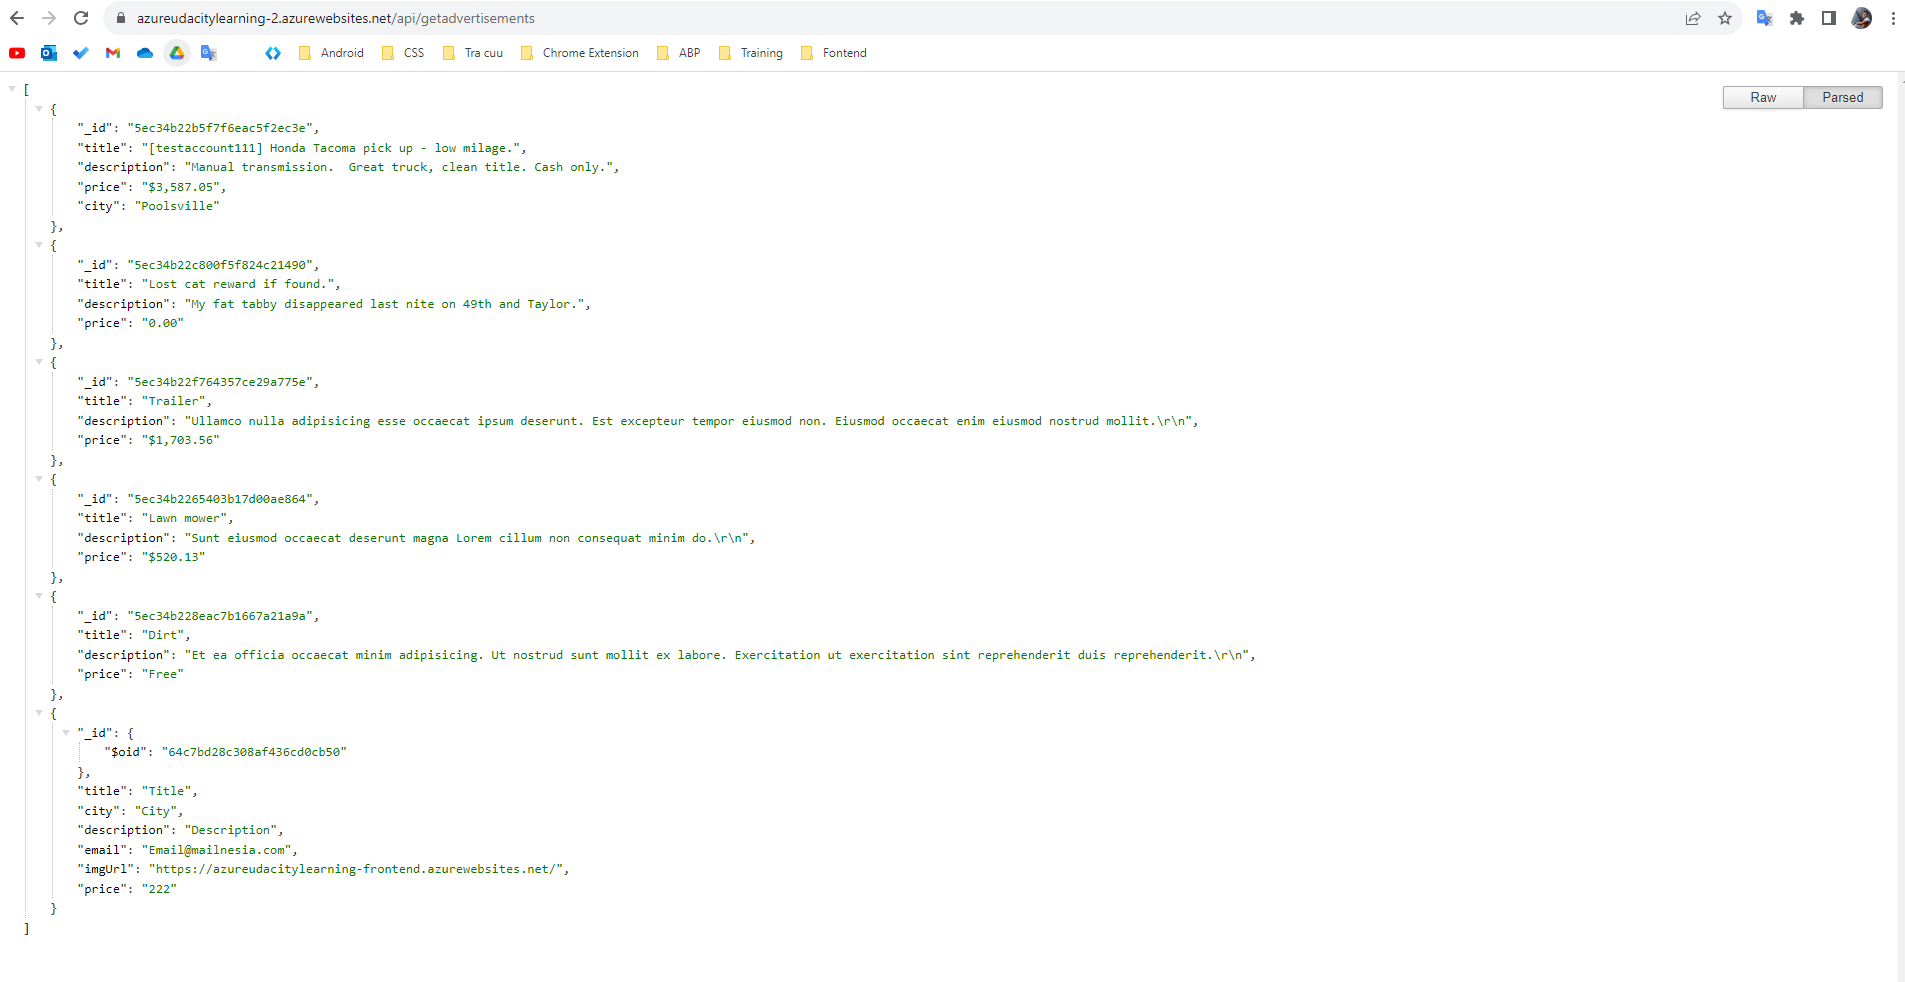 azureudacitylearning-2.azurewebsites.net/api/getadvertisements
Android CSS Tra cuu Chrome Extension ABP Training Fontend
Raw Parsed
[
{
"_id": "5ec34b22b5f7f6eac5f2ec3e",
"title": "[testaccount111] Honda Tacoma pick up - low milage.",
"description": "Manual transmission.  Great truck, clean title. Cash only.",
"price": "$3,587.05",
"city": "Poolsville"
},
{
"_id": "5ec34b22c800f5f824c21490",
"title": "Lost cat reward if found.",
"description": "My fat tabby disappeared last nite on 49th and Taylor.",
"price": "0.00"
},
{
"_id": "5ec34b22f764357ce29a775e",
"title": "Trailer",
"description": "Ullamco nulla adipisicing esse occaecat ipsum deserunt. Est excepteur tempor eiusmod non. Eiusmod occaecat enim eiusmod nostrud mollit.\r\n",
"price": "$1,703.56"
},
{
"_id": "5ec34b2265403b17d00ae864",
"title": "Lawn mower",
"description": "Sunt eiusmod occaecat deserunt magna Lorem cillum non consequat minim do.\r\n",
"price": "$520.13"
},
{
"_id": "5ec34b228eac7b1667a21a9a",
"title": "Dirt",
"description": "Et ea officia occaecat minim adipisicing. Ut nostrud sunt mollit ex labore. Exercitation ut exercitation sint reprehenderit duis reprehenderit.\r\n",
"price": "Free"
},
{
"_id": {
"$oid": "64c7bd28c308af436cd0cb50"
},
"title": "Title",
"city": "City",
"description": "Description",
"email": "Email@mailnesia.com",
"imgUrl": "https://azureudacitylearning-frontend.azurewebsites.net/",
"price": "222"
}
]